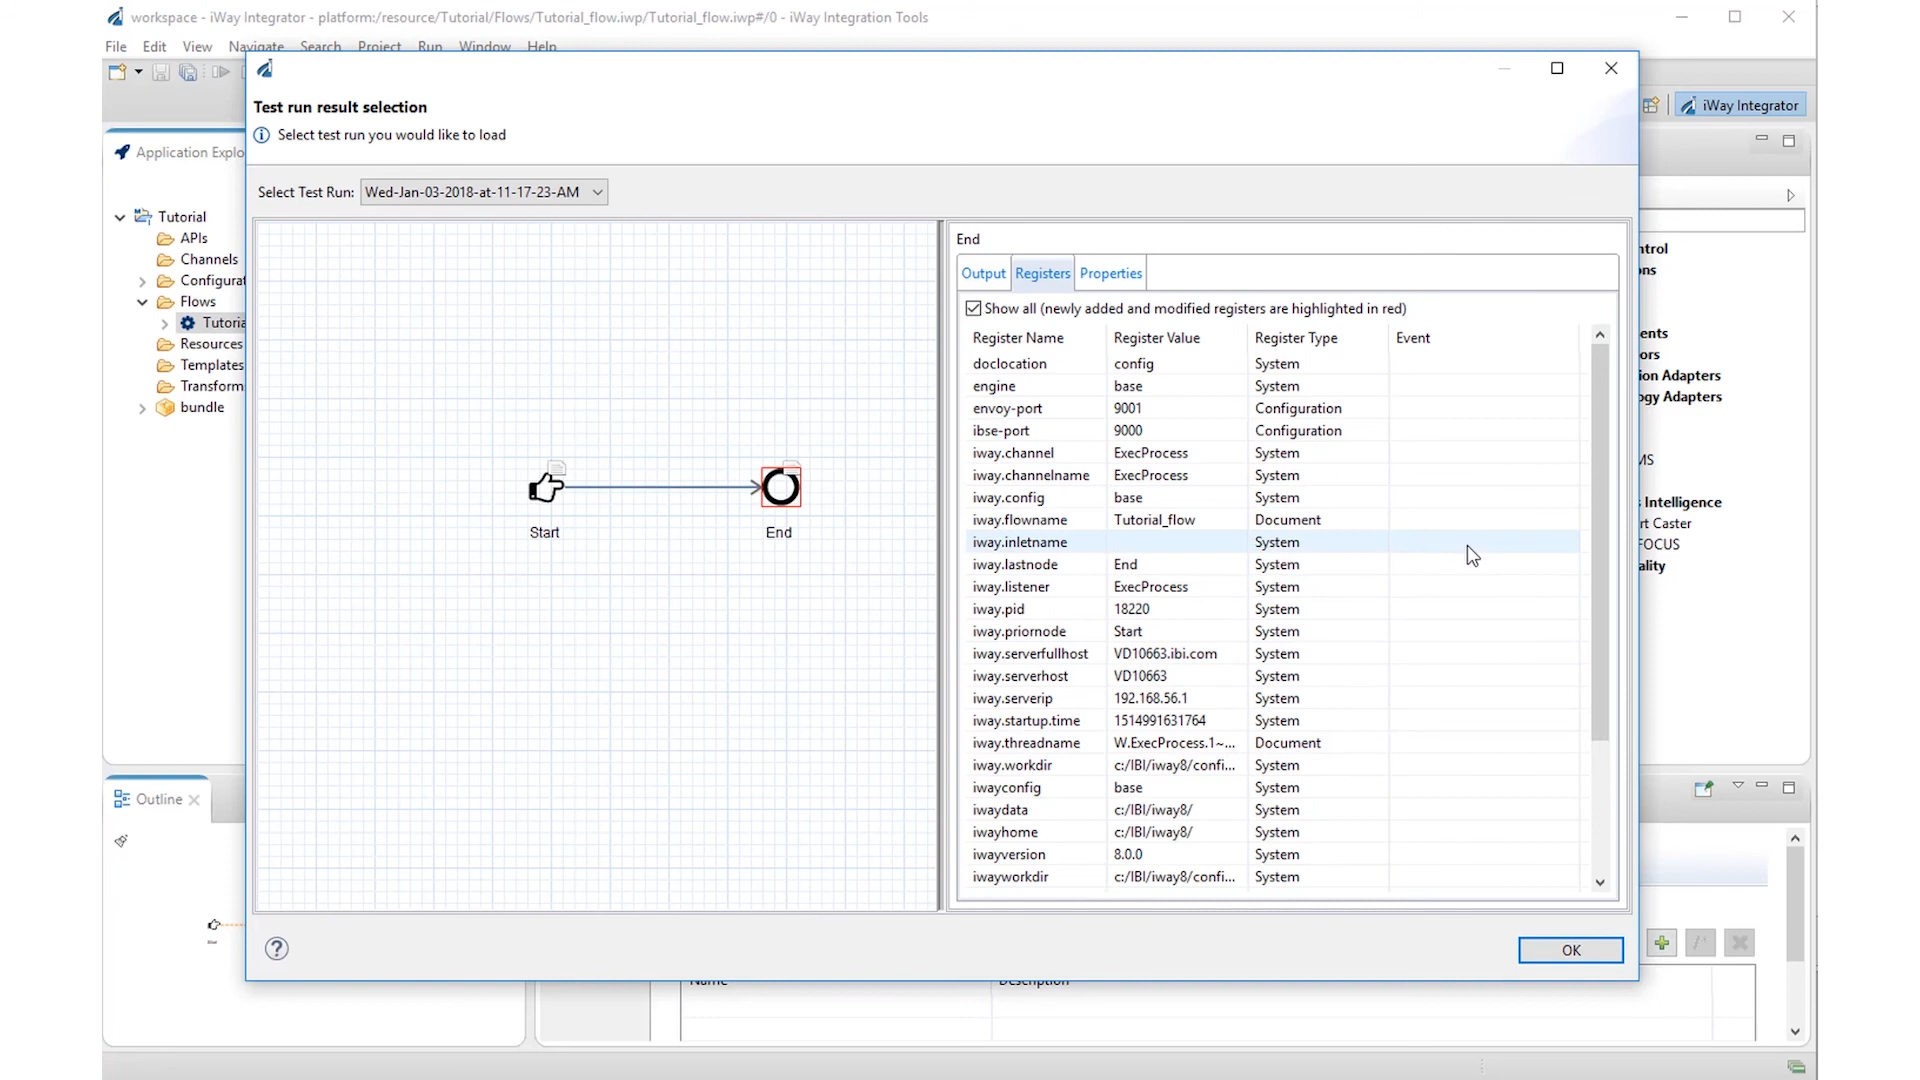 workspace - iWay Integrator - platform:/resource/Tutorial/Flows/Tutorial_flow.iwp/Tutorial_flow.iwp#/0 - iWay Integration Tools
File Edit View Navigate Search Project Run Window Help
Test run result selection
Select test run you would like to load
iWay Integrator
Application Explo
Select Test Run: Wed-Jan-03-2018-at-11-17-23-AM
Tutorial
APIs
Channels
Configurat
Flows
Tutoria
Resources
Templates
Transform
bundle
Start
End
End
Output Registers Properties
Show all (newly added and modified registers are highlighted in red)
Register Name Register Value Register Type Event
doclocation config System
engine base System
envoy-port 9001 Configuration
ibse-port 9000 Configuration
iway.channel ExecProcess System
iway.channelname ExecProcess System
iway.config base System
iway.flowname Tutorial_flow Document
iway.inletname System
iway.lastnode End System
iway.listener ExecProcess System
iway.pid 18220 System
iway.priornode Start System
iway.serverfullhost VD10663.ibi.com System
iway.serverhost VD10663 System
iway.serverip 192.168.56.1 System
iway.startup.time 1514991631764 System
iway.threadname W.ExecProcess.1~... Document
iway.workdir c:/IBI/iway8/confi... System
iwayconfig base System
iwaydata c:/IBI/iway8/ System
iwayhome c:/IBI/iway8/ System
iwayversion 8.0.0 System
iwayworkdir c:/IBI/iway8/confi... System
ntrol
ons
ents
ors
ion Adapters
ogy Adapters
MS
s Intelligence
rt Caster
FOCUS
ality
Outline
OK
Name Description